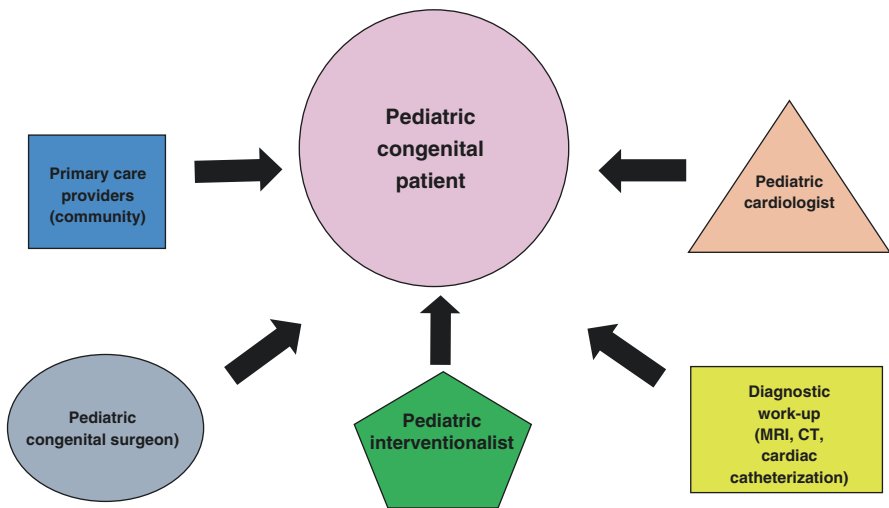 Pediatric
congenital
patient
Primary care
providers
(community)
Pediatric
cardiologist
Pediatric
congenital surgeon)
Pediatric
interventionalist
Diagnostic
work-up
(MRI, CT,
cardiac
catheterization)